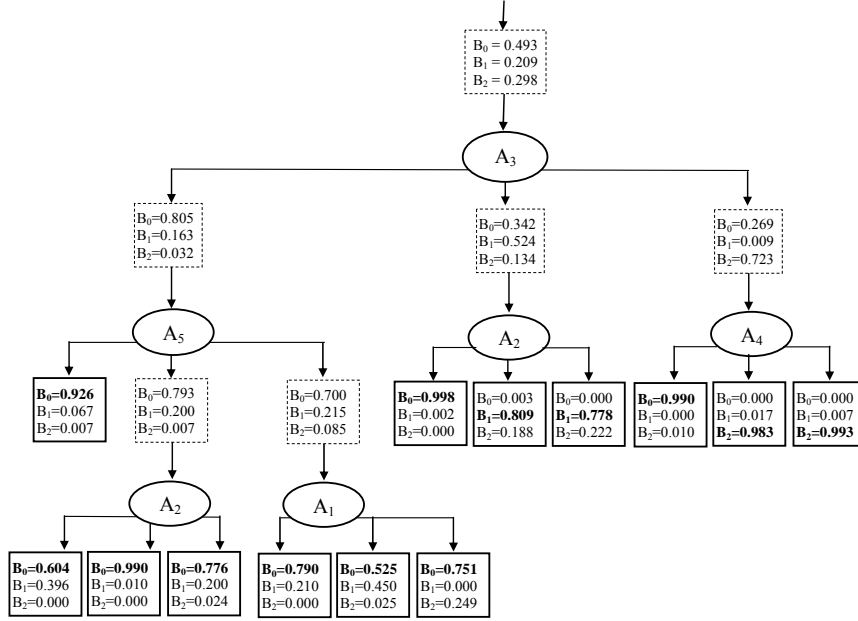 B₀ = 0.493
B₁ = 0.209
B₂ = 0.298
A₃
B₀=0.805
B₁=0.163
B₂=0.032
B₀=0.342
B₁=0.524
B₂=0.134
B₀=0.269
B₁=0.009
B₂=0.723
A₅
A₂
A₄
B₀=0.926
B₁=0.067
B₂=0.007
B₀=0.793
B₁=0.200
B₂=0.007
B₀=0.700
B₁=0.215
B₂=0.085
B₀=0.998
B₁=0.002
B₂=0.000
B₀=0.003
B₁=0.809
B₂=0.188
B₀=0.000
B₁=0.778
B₂=0.222
B₀=0.990
B₁=0.000
B₂=0.010
B₀=0.000
B₁=0.017
B₂=0.983
B₀=0.000
B₁=0.007
B₂=0.993
A₂
A₁
B₀=0.604
B₁=0.396
B₂=0.000
B₀=0.990
B₁=0.010
B₂=0.000
B₀=0.776
B₁=0.200
B₂=0.024
B₀=0.790
B₁=0.210
B₂=0.000
B₀=0.525
B₁=0.450
B₂=0.025
B₀=0.751
B₁=0.000
B₂=0.249